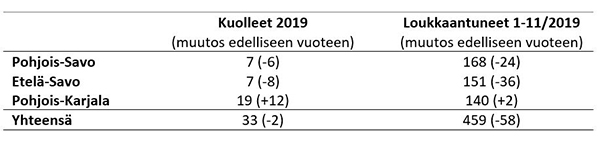 Kuolleet 2019 Loukkaantuneet 1-11/2019
(muutos edelliseen vuoteen) (muutos edelliseen vuoteen)
Pohjois-Savo 7 (-6) 168 (-24)
Etelä-Savo 7 (-8) 151 (-36)
Pohjois-Karjala 19 (+12) 140 (+2)
Yhteensä 33 (-2) 459 (-58)